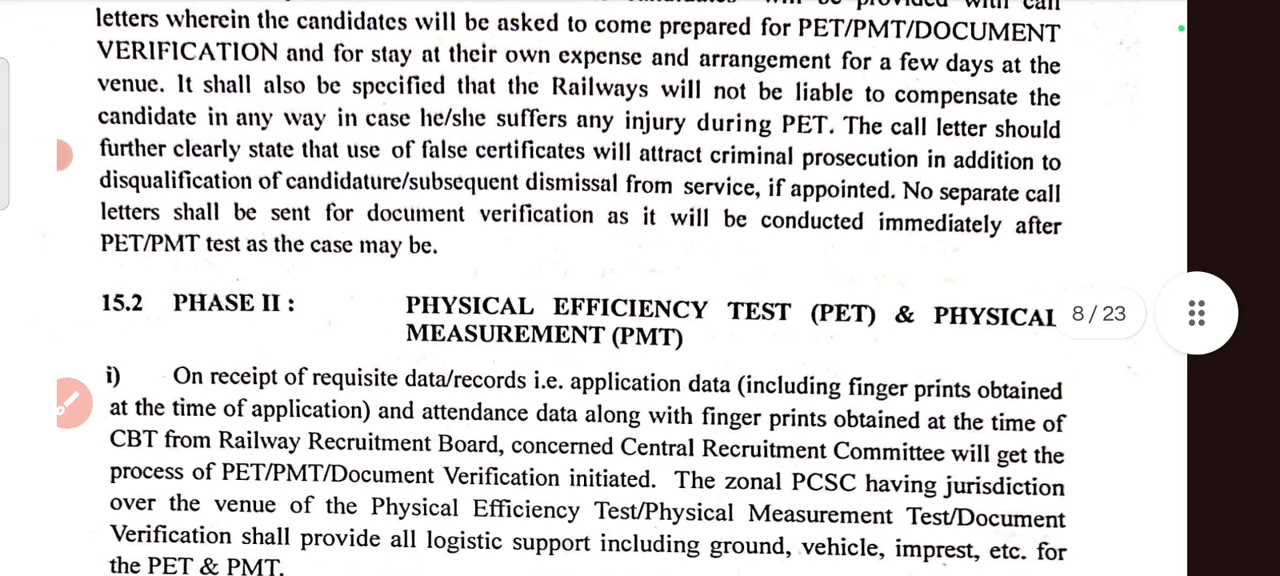 will be provided with call
letters wherein the candidates will be asked to come prepared for PET/PMT/DOCUMENT
VERIFICATION and for stay at their own expense and arrangement for a few days at the
venue. It shall also be specified that the Railways will not be liable to compensate the
candidate in any way in case he/she suffers any injury during PET. The call letter should
further clearly state that use of false certificates will attract criminal prosecution in addition to
disqualification of candidature/subsequent dismissal from service, if appointed. No separate call
letters shall be sent for document verification as it will be conducted immediately after
PET/PMT test as the case may be.
15.2 PHASE II : PHYSICAL EFFICIENCY TEST (PET) & PHYSICAL
MEASUREMENT (PMT)
8 / 23
i) On receipt of requisite data/records i.e. application data (including finger prints obtained
at the time of application) and attendance data along with finger prints obtained at the time of
CBT from Railway Recruitment Board, concerned Central Recruitment Committee will get the
process of PET/PMT/Document Verification initiated. The zonal PCSC having jurisdiction
over the venue of the Physical Efficiency Test/Physical Measurement Test/Document
Verification shall provide all logistic support including ground, vehicle, imprest, etc. for
the PET & PMT.